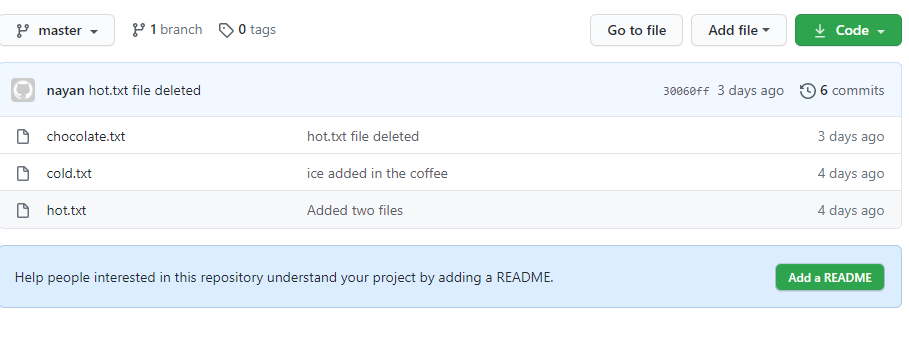 master 1 branch 0 tags Go to file Add file Code
nayan hot.txt file deleted 30060ff 3 days ago 6 commits
chocolate.txt hot.txt file deleted 3 days ago
cold.txt ice added in the coffee 4 days ago
hot.txt Added two files 4 days ago
Help people interested in this repository understand your project by adding a README. Add a README